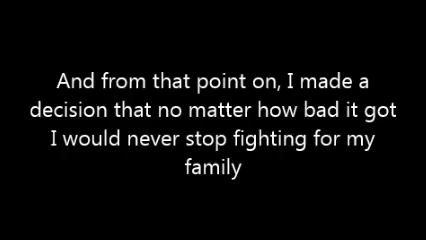 And from that point on, I made a
decision that no matter how bad it got
I would never stop fighting for my
family